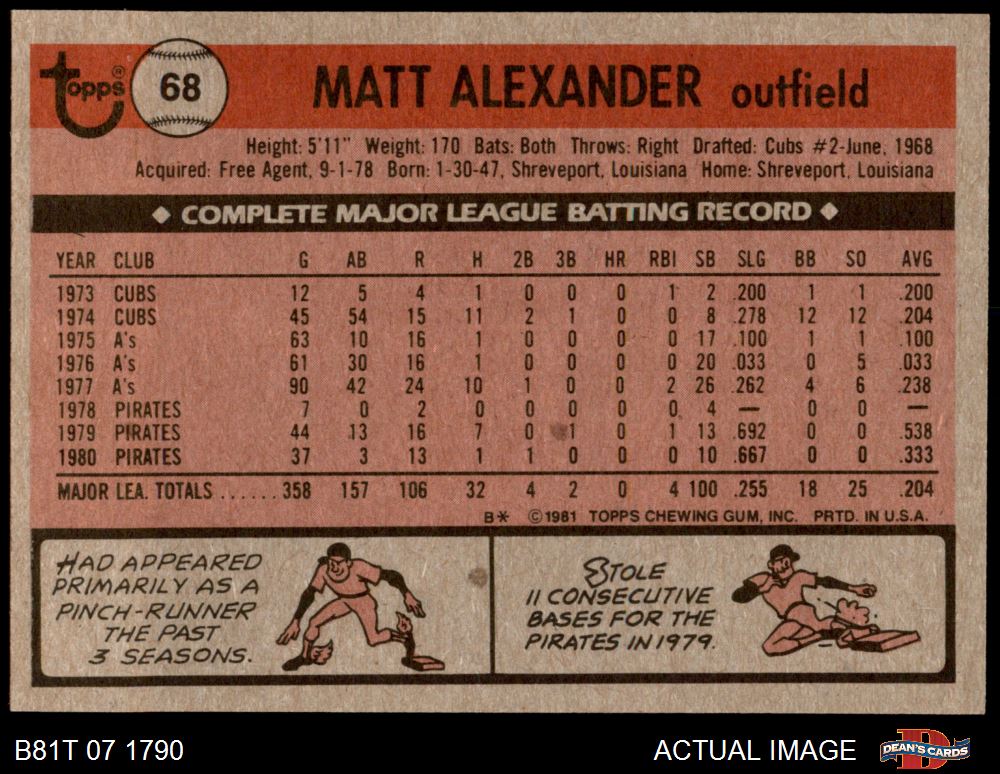 Topps® 68 MATT ALEXANDER outfield
Height: 5'11" Weight: 170 Bats: Both Throws: Right Drafted: Cubs #2-June, 1968
Acquired: Free Agent, 9-1-78 Born: 1-30-47, Shreveport, Louisiana Home: Shreveport, Louisiana
◆ COMPLETE MAJOR LEAGUE BATTING RECORD ◆
YEAR CLUB G AB R H 2B 3B HR RBI SB SLG BB SO AVG
1973 CUBS 12 5 4 1 0 0 0 1 2 .200 1 1 .200
1974 CUBS 45 54 15 11 2 1 0 0 8 .278 12 12 .204
1975 A's 63 10 16 1 0 0 0 0 17 .100 1 1 .100
1976 A's 61 30 16 1 0 0 0 0 20 .033 0 5 .033
1977 A's 90 42 24 10 1 0 0 2 26 .262 4 6 .238
1978 PIRATES 7 0 2 0 0 0 0 0 4 — 0 0 —
1979 PIRATES 44 13 16 7 0 1 0 1 13 .692 0 0 .538
1980 PIRATES 37 3 13 1 1 0 0 0 10 .667 0 0 .333
MAJOR LEA. TOTALS ...... 358 157 106 32 4 2 0 4 100 .255 18 25 .204
B* ©1981 TOPPS CHEWING GUM, INC. PRTD. IN U.S.A.
HAD APPEARED
PRIMARILY AS A
PINCH-RUNNER
THE PAST
3 SEASONS.
STOLE
11 CONSECUTIVE
BASES FOR THE
PIRATES IN 1979.
B81T 07 1790 ACTUAL IMAGE D DEAN'S CARDS